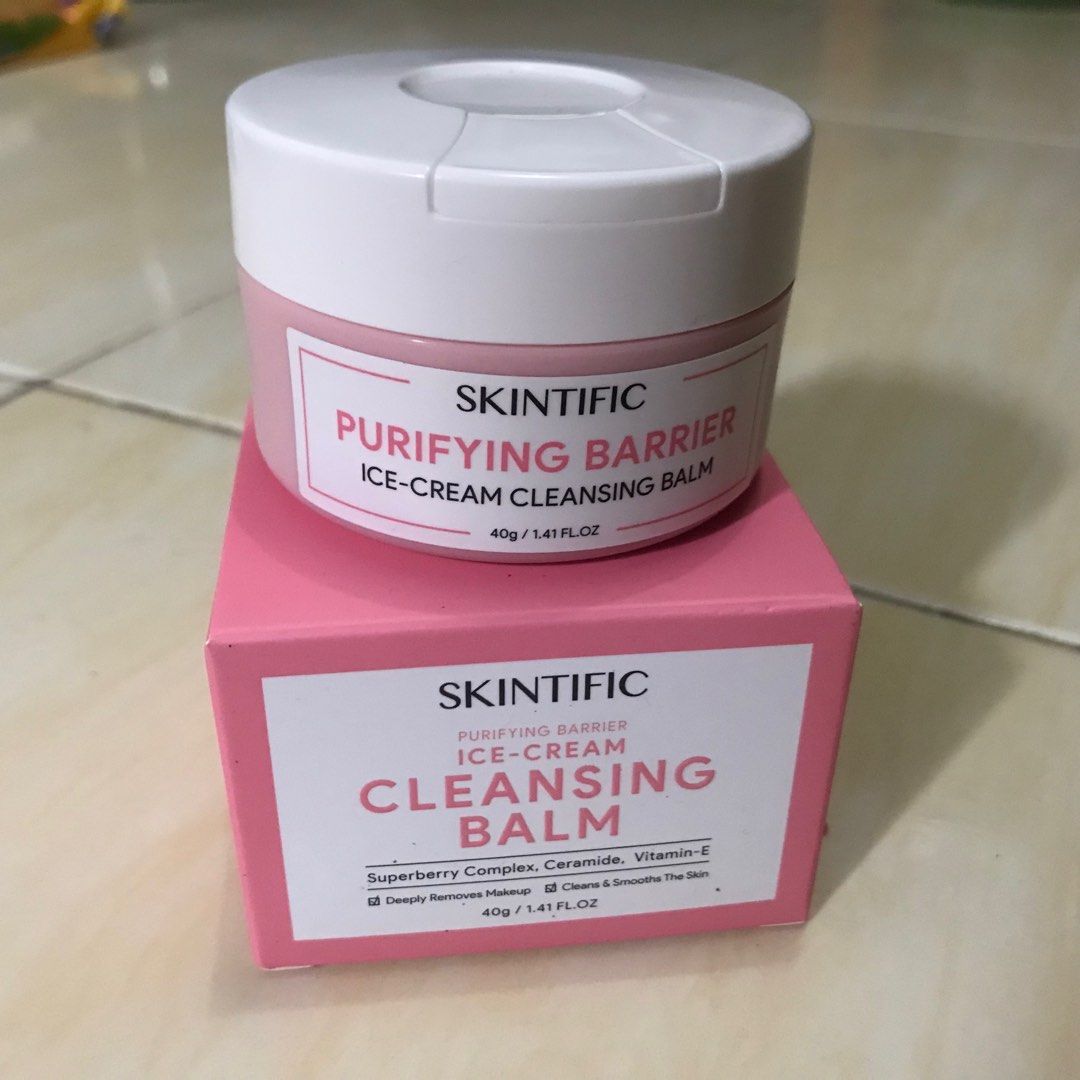 SKINTIFIC
PURIFYING BARRIER
ICE-CREAM CLEANSING BALM
40g / 1.41 FL.OZ
SKINTIFIC
PURIFYING BARRIER
ICE-CREAM
CLEANSING
BALM
Superberry Complex, Ceramide, Vitamin-E
☑ Deeply Removes Makeup ☑ Cleans & Smooths The Skin
40g / 1.41 FL.OZ